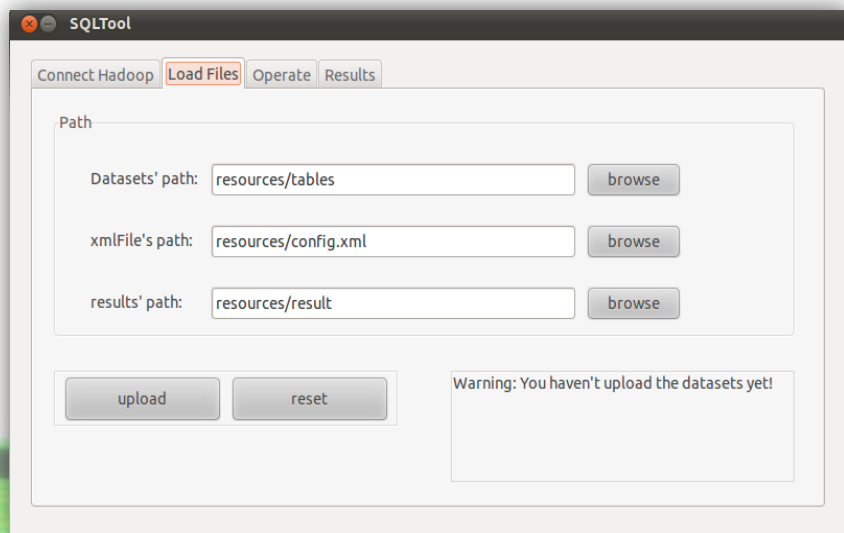 SQLTool
Connect Hadoop Load Files Operate Results
Path
Datasets' path: resources/tables browse
xmlFile's path: resources/config.xml browse
results' path: resources/result browse
upload reset
Warning: You haven't upload the datasets yet!